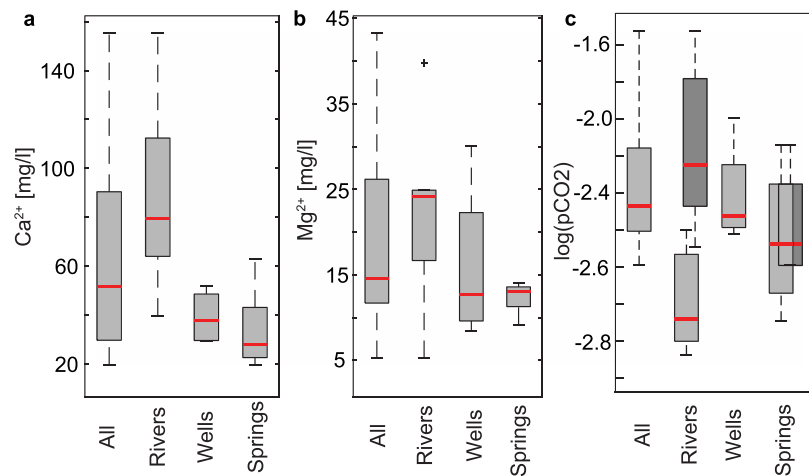 a
Ca²⁺ [mg/l]
140
100
60
20
All
Rivers
Wells
Springs
b
Mg²⁺ [mg/l]
45
35
25
15
5
All
Rivers
Wells
Springs
c
log(pCO2)
-1.6
-2.0
-2.4
-2.6
-2.8
All
Rivers
Wells
Springs